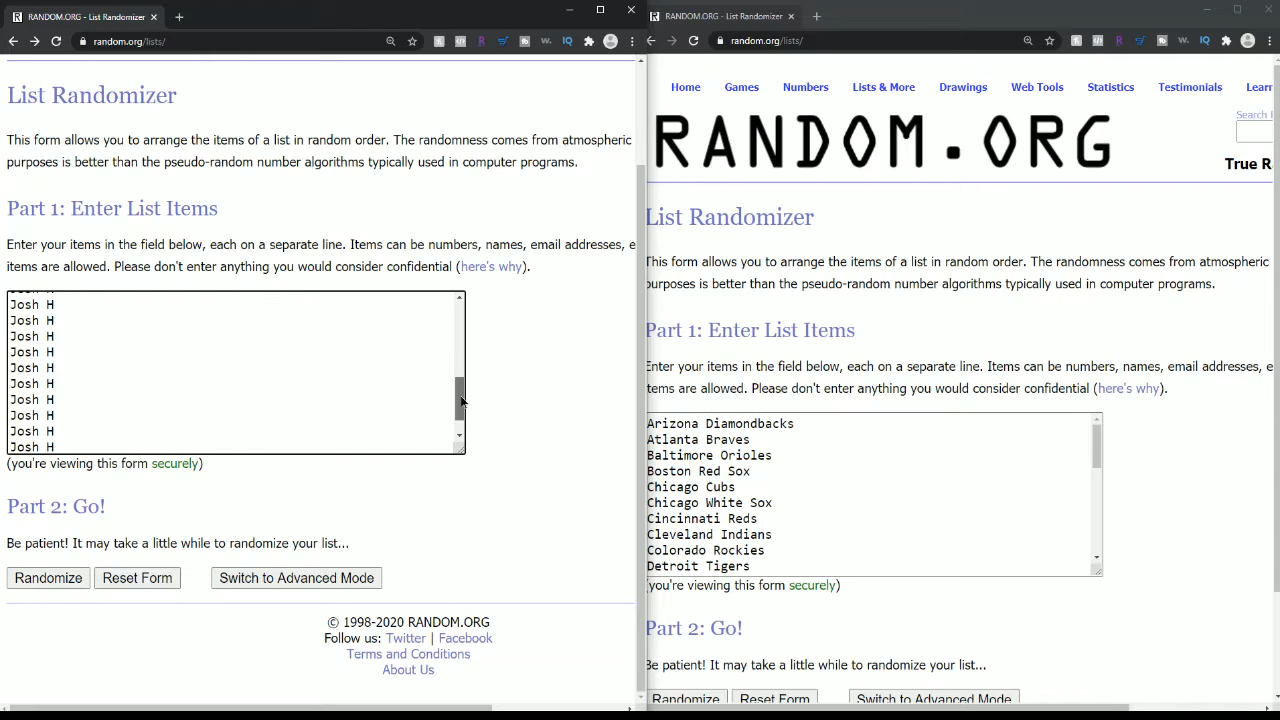 RANDOM.ORG - List Randomizer
random.org/lists/
List Randomizer
This form allows you to arrange the items of a list in random order. The randomness comes from atmospheric
purposes is better than the pseudo-random number algorithms typically used in computer programs.
Part 1: Enter List Items
Enter your items in the field below, each on a separate line. Items can be numbers, names, email addresses, e
items are allowed. Please don't enter anything you would consider confidential (here's why).
Josh H
Josh H
Josh H
Josh H
Josh H
Josh H
Josh H
Josh H
Josh H
Josh H
(you're viewing this form securely)
Part 2: Go!
Be patient! It may take a little while to randomize your list...
Randomize Reset Form Switch to Advanced Mode
© 1998-2020 RANDOM.ORG
Follow us: Twitter | Facebook
Terms and Conditions
About Us
RANDOM.ORG - List Randomizer
random.org/lists/
Home Games Numbers Lists & More Drawings Web Tools Statistics Testimonials Learn
RANDOM.ORG
Search
True R
List Randomizer
This form allows you to arrange the items of a list in random order. The randomness comes from atmospheric
purposes is better than the pseudo-random number algorithms typically used in computer programs.
Part 1: Enter List Items
Enter your items in the field below, each on a separate line. Items can be numbers, names, email addresses, e
tems are allowed. Please don't enter anything you would consider confidential (here's why).
Arizona Diamondbacks
Atlanta Braves
Baltimore Orioles
Boston Red Sox
Chicago Cubs
Chicago White Sox
Cincinnati Reds
Cleveland Indians
Colorado Rockies
Detroit Tigers
(you're viewing this form securely)
Part 2: Go!
Be patient! It may take a little while to randomize your list...
Randomize Reset Form Switch to Advanced Mode